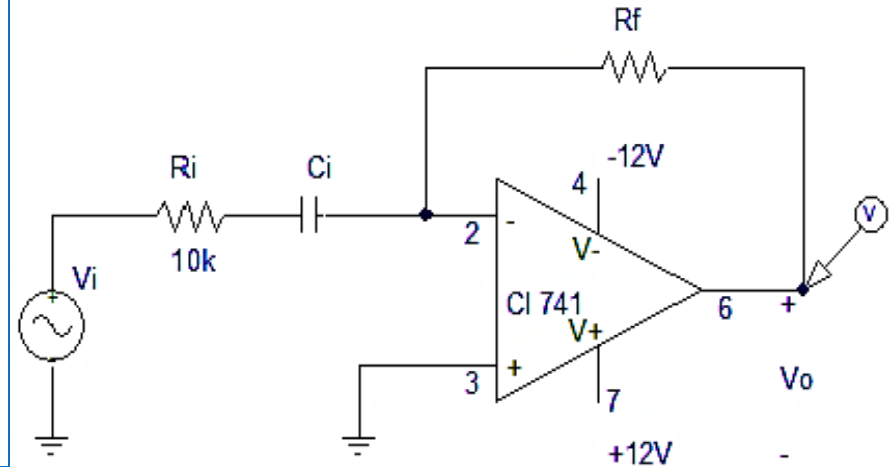 Rf
-12V
4
Ri
Ci
10k
2
-
V-
V
Vi
+
CI 741
6
+
V+
3
+
7
Vo
+12V
-